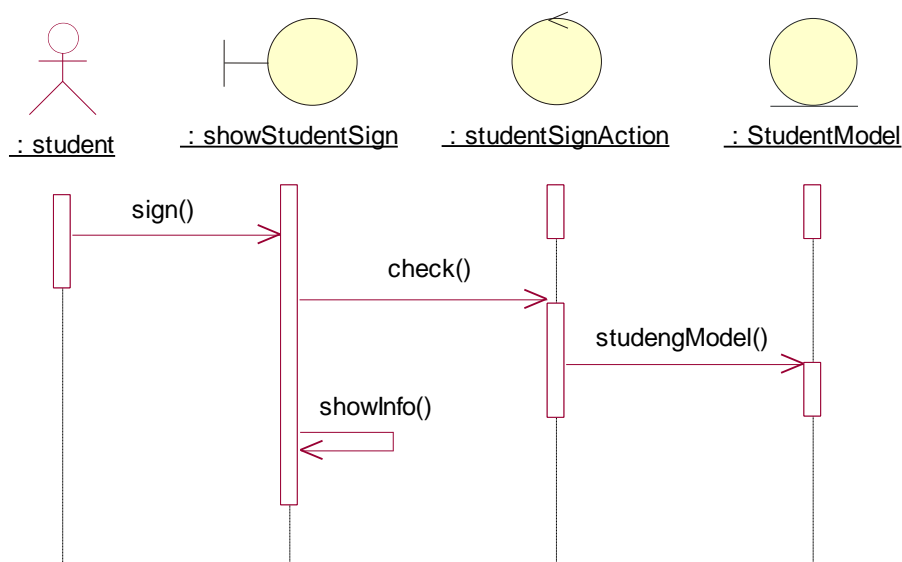 : student
: showStudentSign
: studentSignAction
: StudentModel
sign()
check()
studengModel()
showInfo()